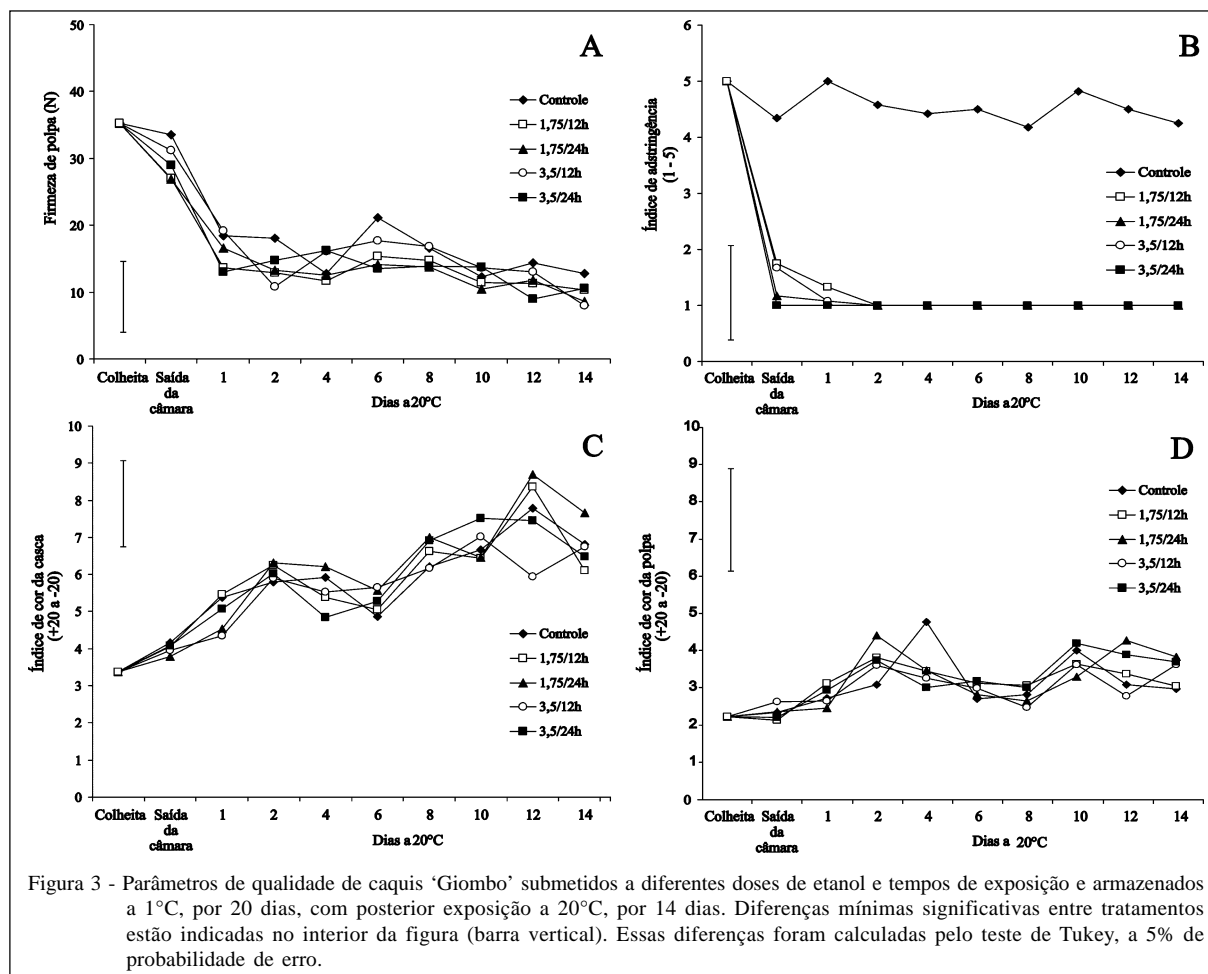 A
50
40
30
20
10
0
Firmeza de polpa (N)
Controle
1,75/12h
1,75/24h
3,5/12h
3,5/24h
Colheita Saída da câmara 1 2 4 6 8 10 12 14
Dias a 20ºC
B
6
5
4
3
2
1
0
Índice de adstringência
(1 - 5)
Controle
1,75/12h
1,75/24h
3,5/12h
3,5/24h
Colheita Saída da câmara 1 2 4 6 8 10 12 14
Dias a 20ºC
C
10
9
8
7
6
5
4
3
2
1
0
Índice de cor da casca
(+20 a -20)
Controle
1,75/12h
1,75/24h
3,5/12h
3,5/24h
Colheita Saída da câmara 1 2 4 6 8 10 12 14
Dias a 20ºC
D
10
9
8
7
6
5
4
3
2
1
0
Índice de cor da polpa
(+20 a -20)
Controle
1,75/12h
1,75/24h
3,5/12h
3,5/24h
Colheita Saída da câmara 1 2 4 6 8 10 12 14
Dias a 20ºC
Figura 3 - Parâmetros de qualidade de caquis ‘Giombo’ submetidos a diferentes doses de etanol e tempos de exposição e armazenados
a 1°C, por 20 dias, com posterior exposição a 20°C, por 14 dias. Diferenças mínimas significativas entre tratamentos
estão indicadas no interior da figura (barra vertical). Essas diferenças foram calculadas pelo teste de Tukey, a 5% de
probabilidade de erro.